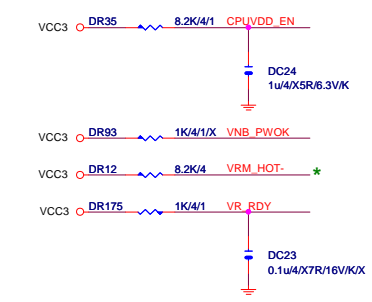 VCC3 DR35 8.2K/4/1 CPUVDD_EN
DC24
1u/4/X5R/6.3V/K
VCC3 DR93 1K/4/1/X VNB_PWOK
VCC3 DR12 8.2K/4 VRM_HOT- *
VCC3 DR175 1K/4/1 VR_RDY
DC23
0.1u/4/X7R/16V/K/X